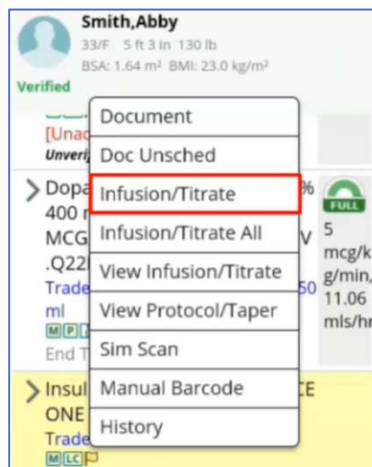 Smith,Abby
33/F 5 ft 3 in 130 lb
BSA: 1.64 m² BMI: 23.0 kg/m²
Verified
[Unac
Unverif
Document
Doc Unsched
Infusion/Titrate
Infusion/Titrate All
View Infusion/Titrate
View Protocol/Taper
Sim Scan
Manual Barcode
History
Dopa %
400 m
MCG V
.Q22
Trade 50
ml
M P
End T
FULL
5
mcg/k
g/min,
11.06
mls/hr
Insul CE
ONE
Trade
M LC